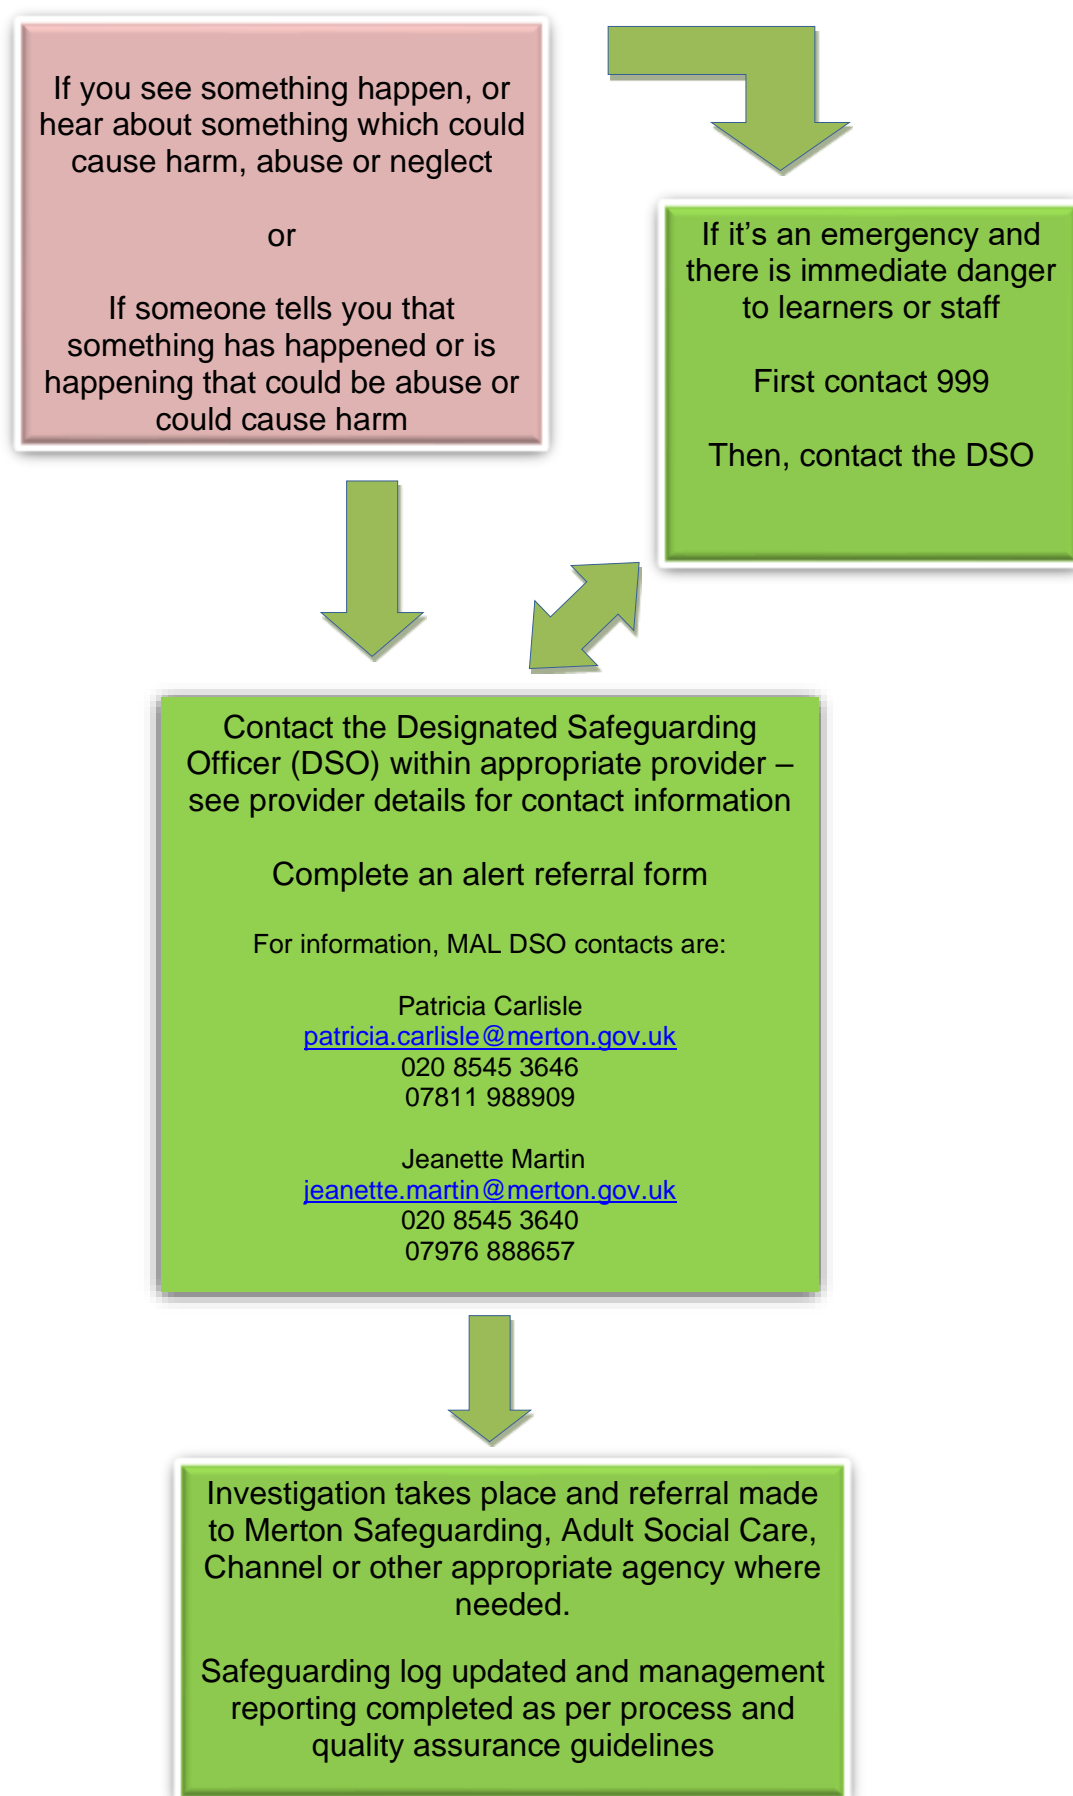 If you see something happen, or
hear about something which could
cause harm, abuse or neglect
or
If someone tells you that
something has happened or is
happening that could be abuse or
could cause harm
If it’s an emergency and
there is immediate danger
to learners or staff
First contact 999
Then, contact the DSO
Contact the Designated Safeguarding
Officer (DSO) within appropriate provider –
see provider details for contact information
Complete an alert referral form
For information, MAL DSO contacts are:
Patricia Carlisle
patricia.carlisle@merton.gov.uk
020 8545 3646
07811 988909
Jeanette Martin
jeanette.martin@merton.gov.uk
020 8545 3640
07976 888657
Investigation takes place and referral made
to Merton Safeguarding, Adult Social Care,
Channel or other appropriate agency where
needed.
Safeguarding log updated and management
reporting completed as per process and
quality assurance guidelines